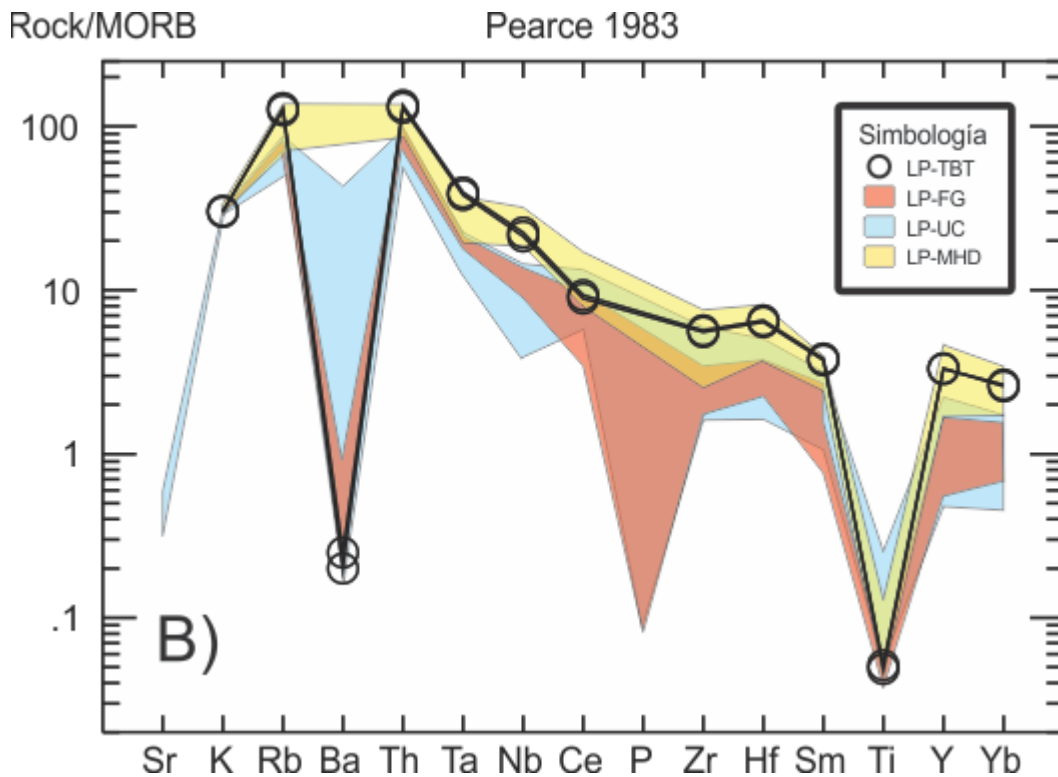 Rock/MORB
Pearce 1983
100
10
1
.1
Simbología
LP-TBT
LP-FG
LP-UC
LP-MHD
B)
Sr K Rb Ba Th Ta Nb Ce P Zr Hf Sm Ti Y Yb